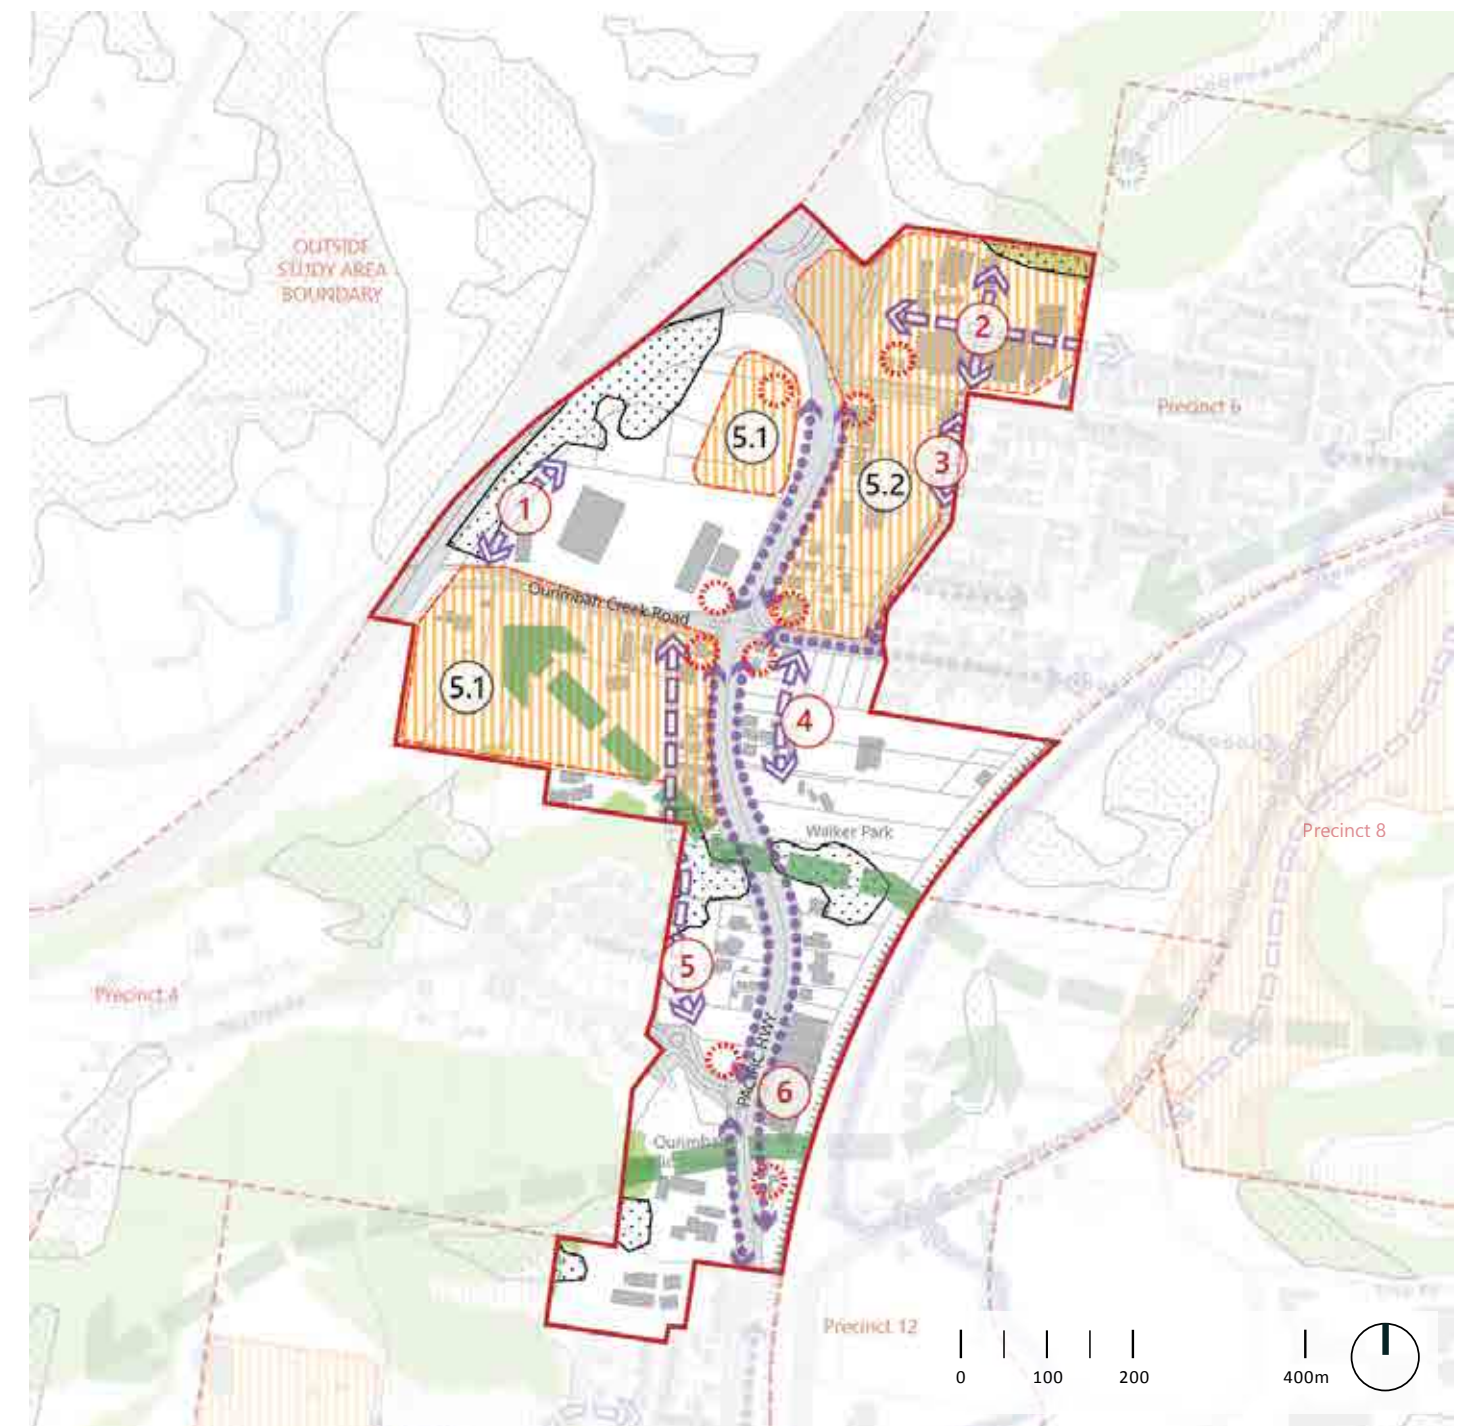 OUTSIDE
STUDY AREA
BOUNDARY
2
Precinct 6
5.1
3
5.2
1
Ourimbah Creek Road
5.1
4
Walker Park
Precinct 8
5
Precinct 4
PACIFIC HWY
6
Precinct 12
0
100
200
400m